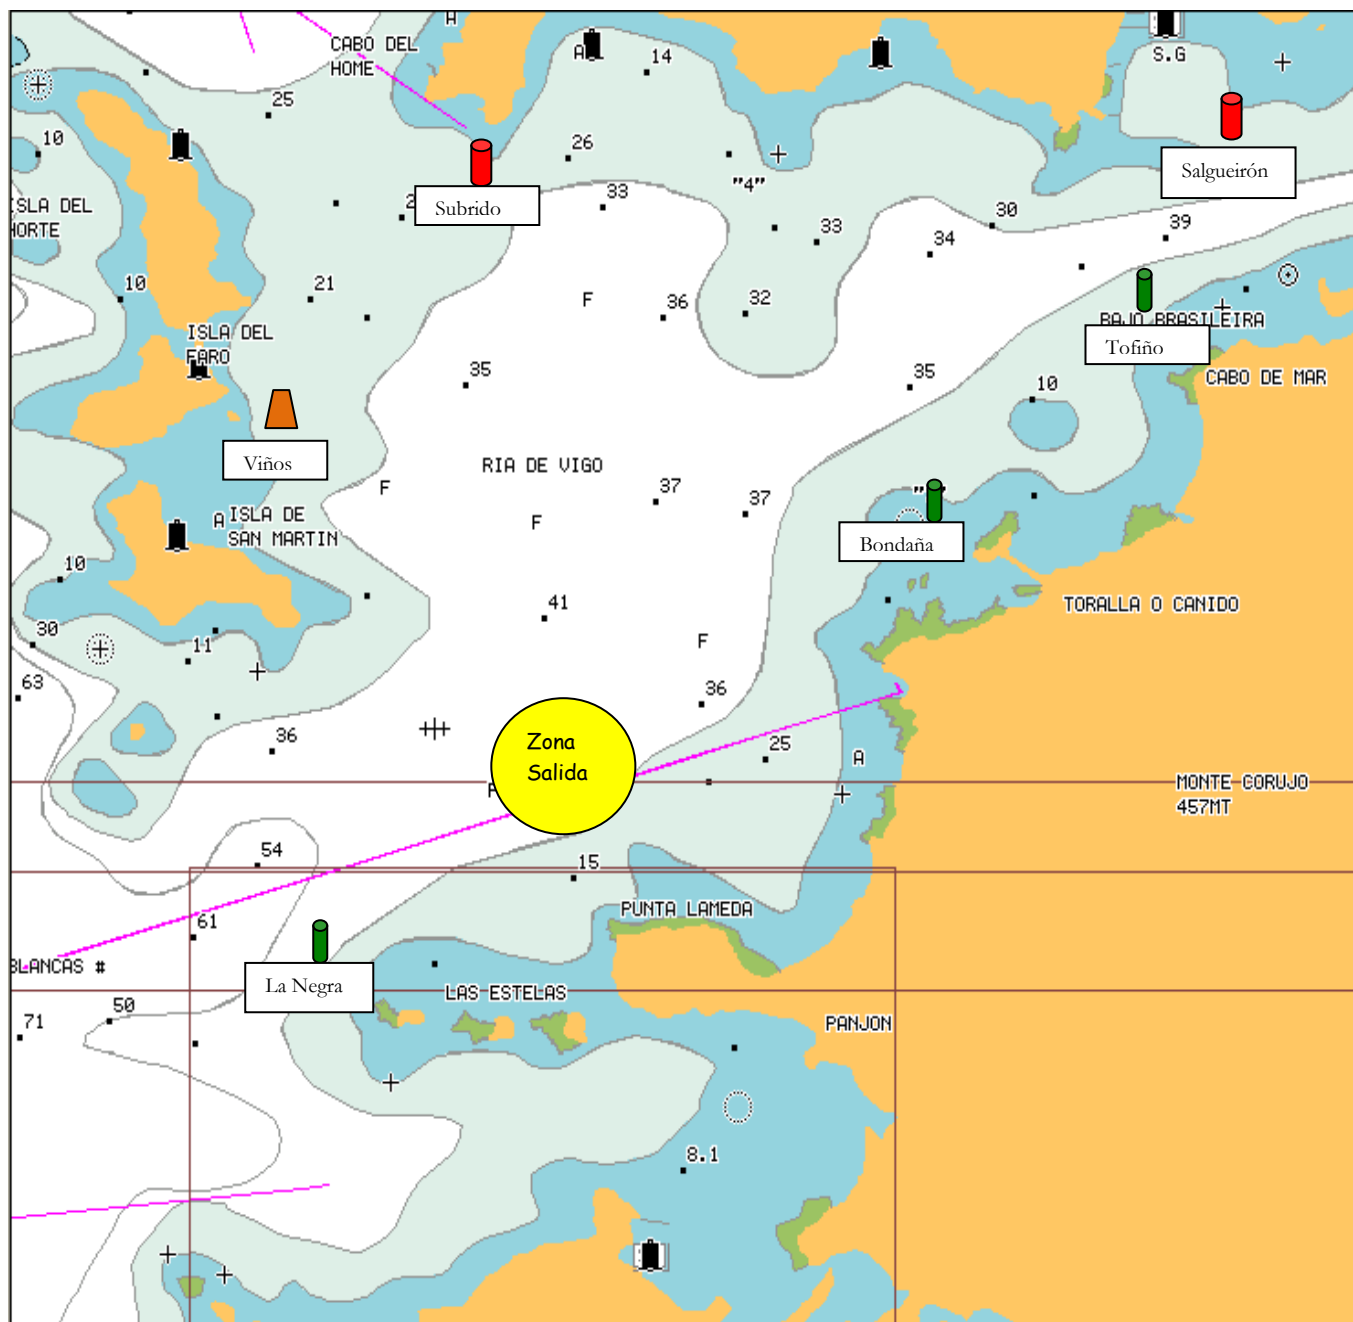 A
CABO DEL
HOME
A
14
S.G
25
10
26
Salgueirón
"4"
Subrido
ISLA DEL
NORTE
33
30
39
33
34
10
21
F
36
32
BAJO BRASILEIRA
ISLA DEL
FARO
Tofiño
35
35
10
CABO DE MAR
Viños
RIA DE VIGO
F
37
37
A
ISLA DE
SAN MARTIN
F
Bondaña
10
41
TORALLA O CANIDO
30
11
F
63
36
36
Zona
Salida
25
A
F
MONTE CORUJO
457MT
54
15
61
PUNTA LAMEDA
BLANCAS #
La Negra
LAS ESTELAS
50
71
PANJON
8.1